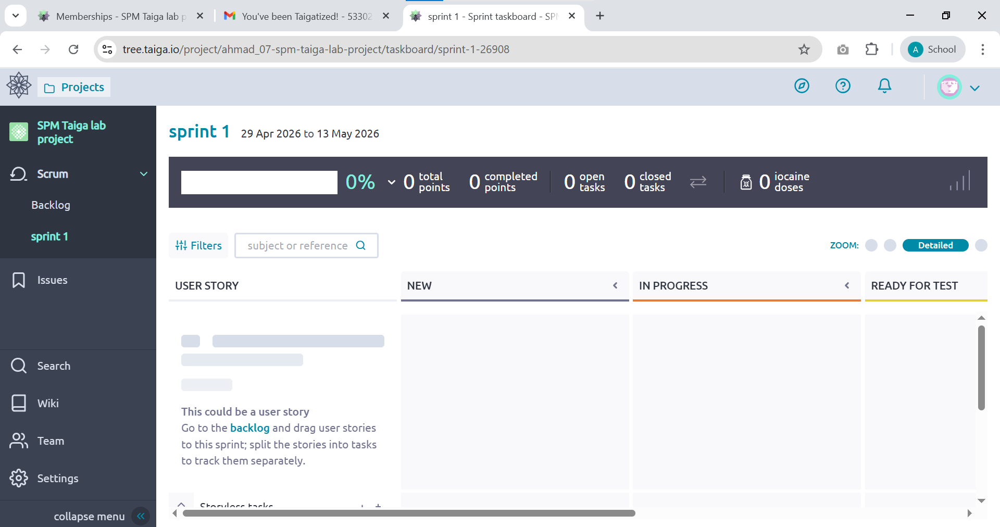 Memberships - SPM Taiga lab p
You've been Taigatized! - 53302
sprint 1 - Sprint taskboard - SPM
tree.taiga.io/project/ahmad_07-spm-taiga-lab-project/taskboard/sprint-1-26908
A School
Projects
SPM Taiga lab project
Scrum
Backlog
sprint 1
Issues
Search
Wiki
Team
Settings
collapse menu
sprint 1 29 Apr 2026 to 13 May 2026
0% 0 total points 0 completed points 0 open tasks 0 closed tasks 0 iocaine doses
Filters subject or reference ZOOM: Detailed
USER STORY NEW IN PROGRESS READY FOR TEST
This could be a user story
Go to the backlog and drag user stories
to this sprint; split the stories into tasks
to track them separately.
Storyless tasks